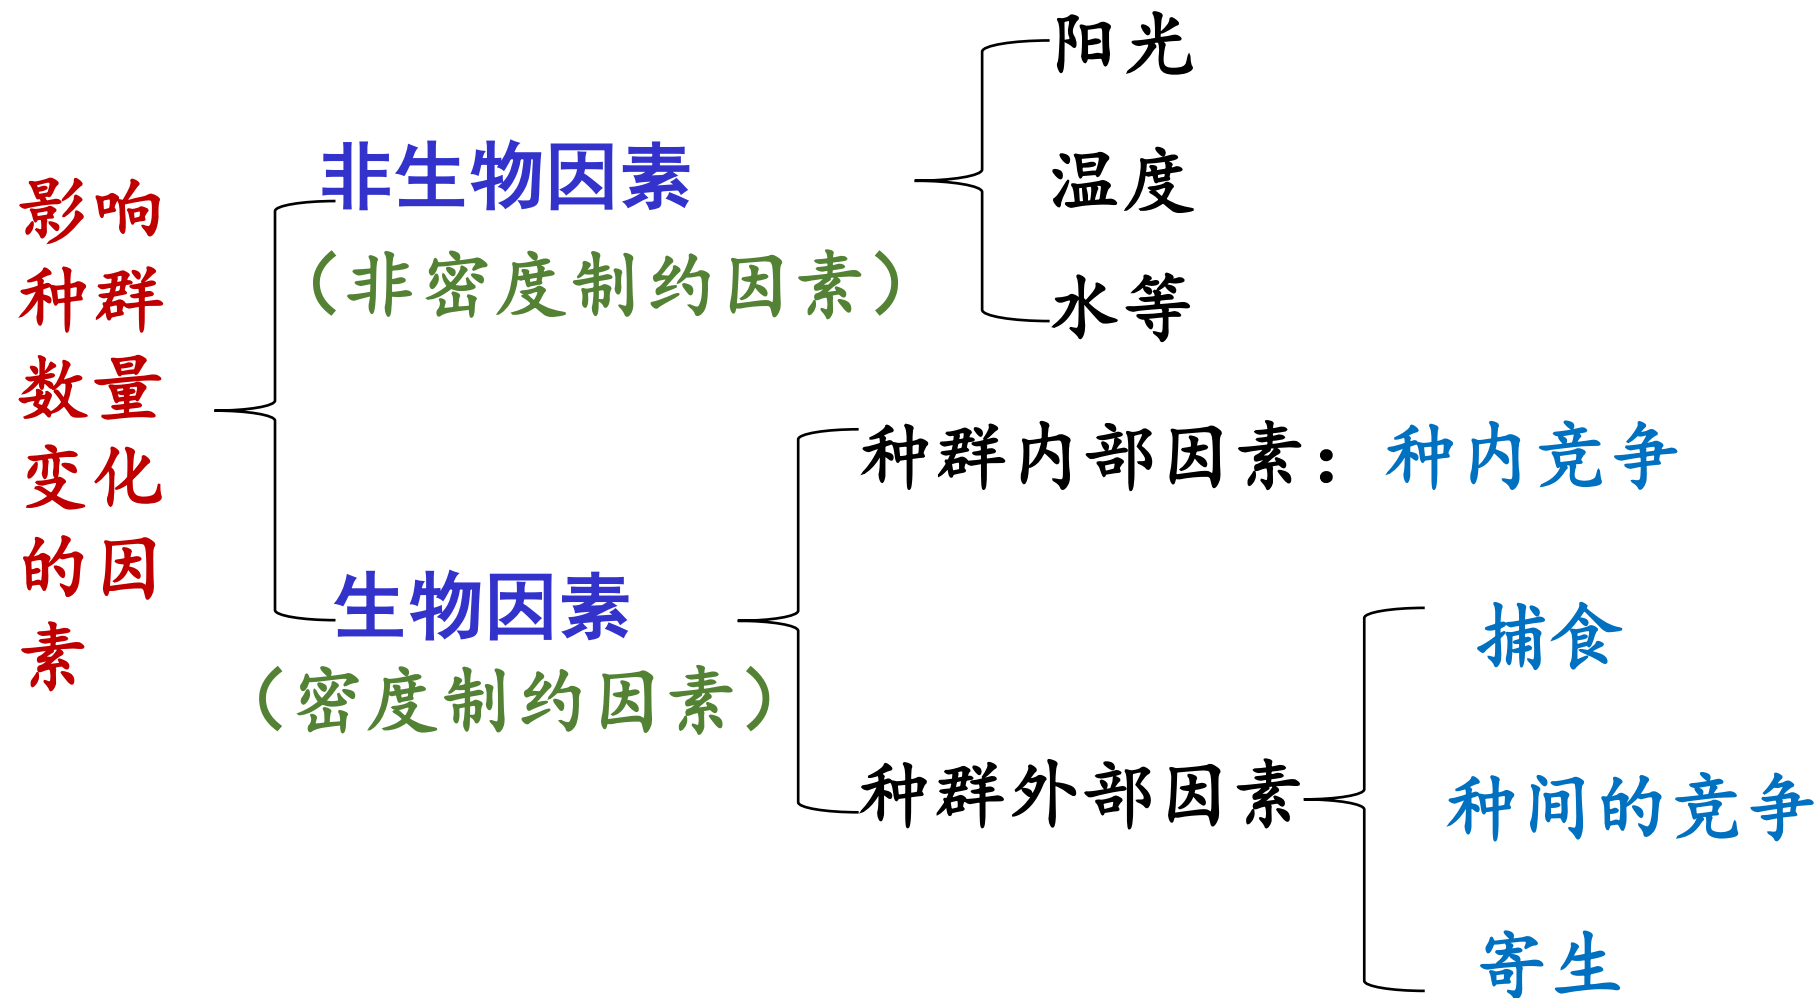 影响
种群
数量
变化
的因
素
非生物因素
（非密度制约因素）
阳光
温度
水等
生物因素
（密度制约因素）
种群内部因素：种内竞争
种群外部因素
捕食
种间的竞争
寄生